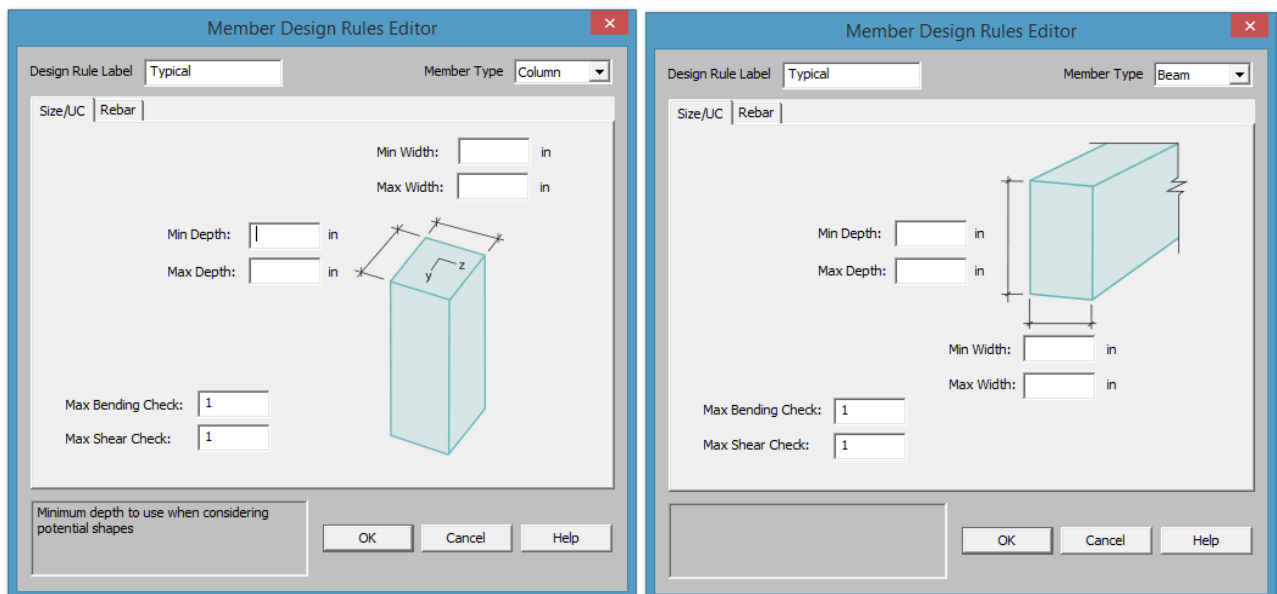 Member Design Rules Editor
Design Rule Label Typical Member Type Column
Size/UC Rebar
Min Width: in
Max Width: in
Min Depth: in
Max Depth: in
y z
Max Bending Check: 1
Max Shear Check: 1
Minimum depth to use when considering
potential shapes
OK Cancel Help
Member Design Rules Editor
Design Rule Label Typical Member Type Beam
Size/UC Rebar
Min Depth: in
Max Depth: in
Min Width: in
Max Width: in
Max Bending Check: 1
Max Shear Check: 1
OK Cancel Help